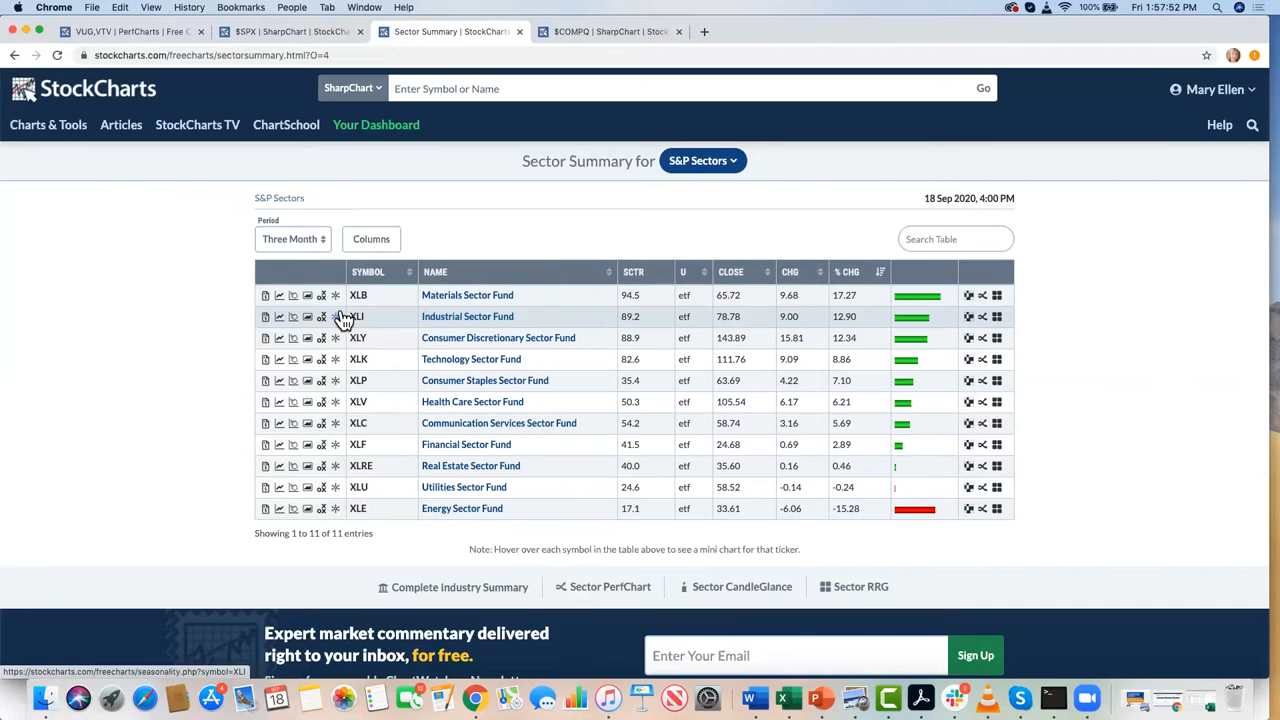 Chrome File Edit View History Bookmarks People Tab Window Help 100% Fri 1:57:52 PM
VUG,VTV | PerfCharts | Free C × $SPX | SharpChart | StockCha × Sector Summary | StockCharts × $COMPQ | SharpChart | Stock × +
stockcharts.com/freecharts/sectorsummary.html?O=4
StockCharts SharpChart Enter Symbol or Name Go Mary Ellen
Charts & Tools Articles StockCharts TV ChartSchool Your Dashboard Help
Sector Summary for S&P Sectors
S&P Sectors 18 Sep 2020, 4:00 PM
Period
Three Month Columns Search Table
SYMBOL NAME SCTR U CLOSE CHG % CHG
XLB Materials Sector Fund 94.5 etf 65.72 9.68 17.27
XLI Industrial Sector Fund 89.2 etf 78.78 9.00 12.90
XLY Consumer Discretionary Sector Fund 88.9 etf 143.89 15.81 12.34
XLK Technology Sector Fund 82.6 etf 111.76 9.09 8.86
XLP Consumer Staples Sector Fund 35.4 etf 63.69 4.22 7.10
XLV Health Care Sector Fund 50.3 etf 105.54 6.17 6.21
XLC Communication Services Sector Fund 54.2 etf 58.74 3.16 5.69
XLF Financial Sector Fund 41.5 etf 24.68 0.69 2.89
XLRE Real Estate Sector Fund 40.0 etf 35.60 0.16 0.46
XLU Utilities Sector Fund 24.6 etf 58.52 -0.14 -0.24
XLE Energy Sector Fund 17.1 etf 33.61 -6.06 -15.28
Showing 1 to 11 of 11 entries
Note: Hover over each symbol in the table above to see a mini chart for that ticker.
Complete Industry Summary Sector PerfChart Sector CandleGlance Sector RRG
Expert market commentary delivered
right to your inbox, for free.
Enter Your Email Sign Up
https://stockcharts.com/freecharts/seasonality.php?symbol=XLI